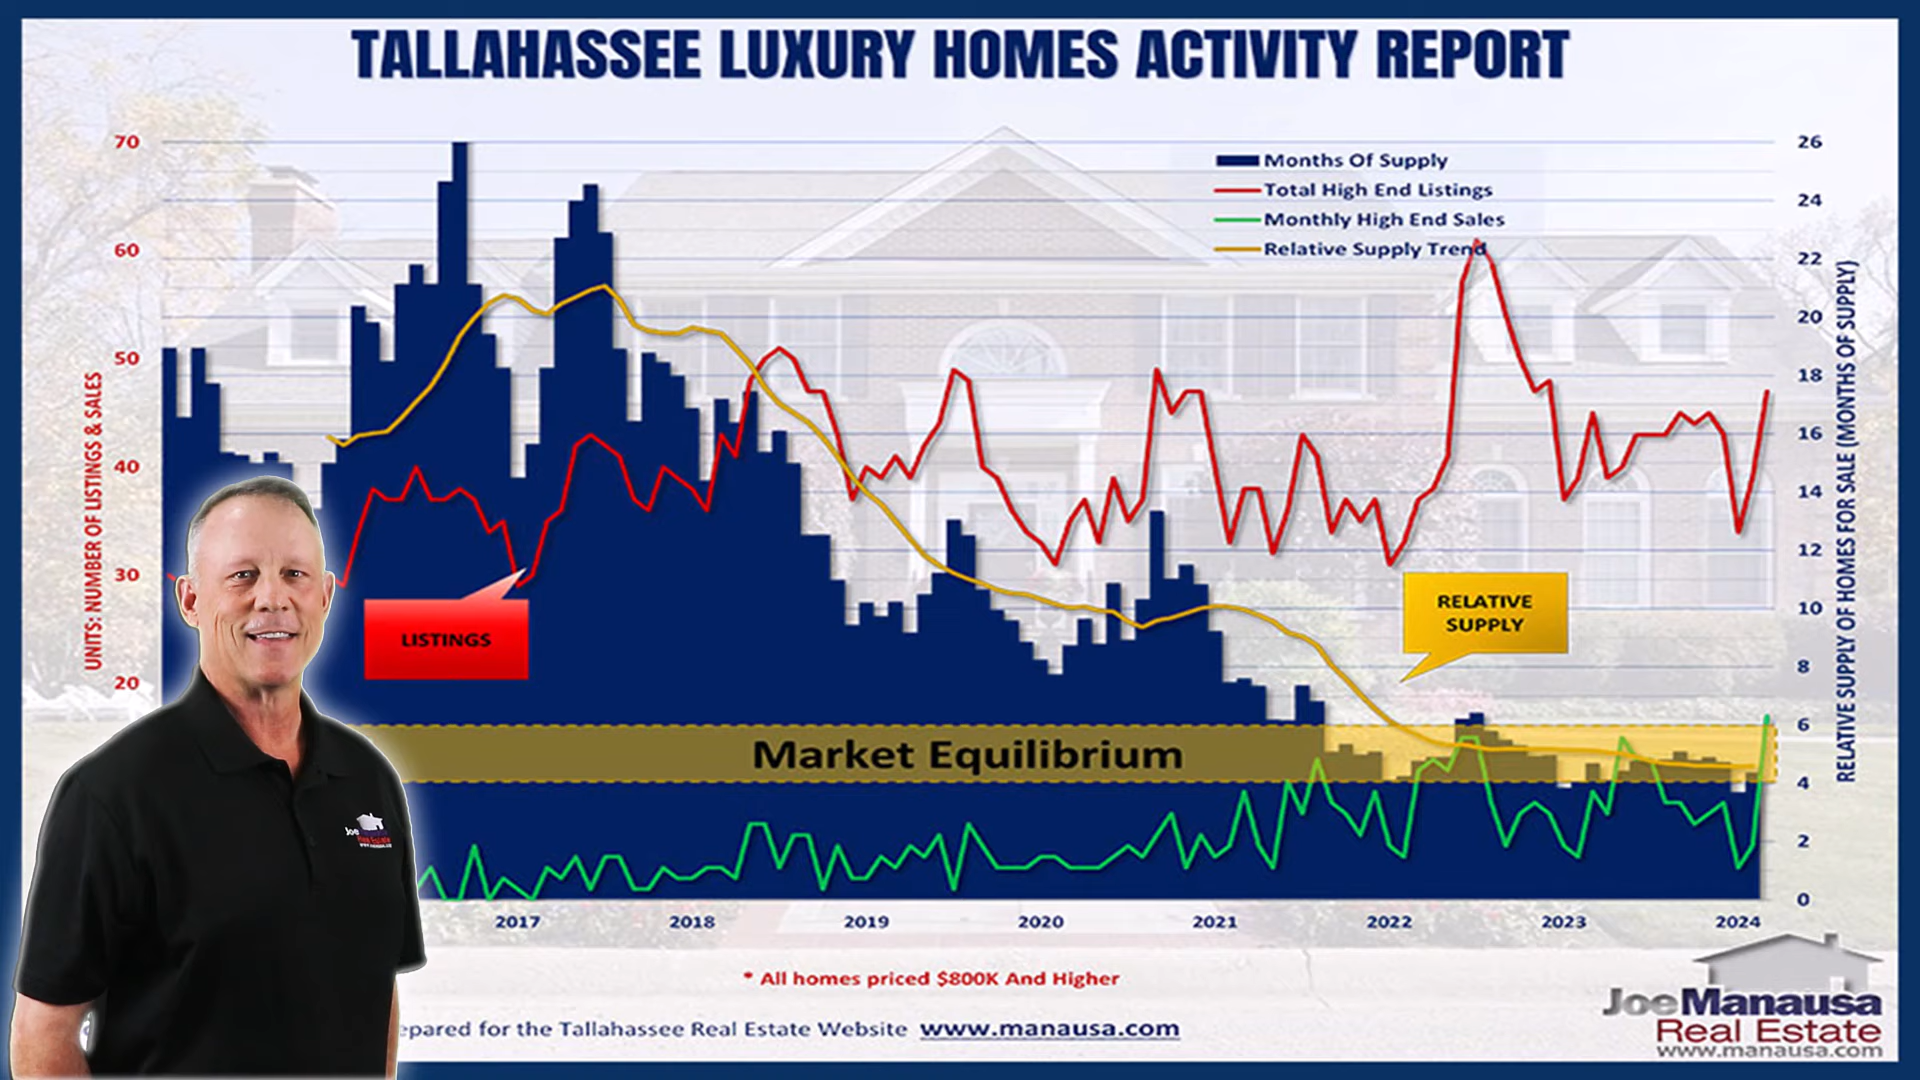 TALLAHASSEE LUXURY HOMES ACTIVITY REPORT
70
60
50
40
30
20
UNITS: NUMBER OF LISTINGS & SALES
Months Of Supply
Total High End Listings
Monthly High End Sales
Relative Supply Trend
26
24
22
20
18
16
14
12
10
8
6
4
2
0
RELATIVE SUPPLY OF HOMES FOR SALE (MONTHS OF SUPPLY)
LISTINGS
RELATIVE
SUPPLY
Market Equilibrium
2017 2018 2019 2020 2021 2022 2023 2024
* All homes priced $800K And Higher
epared for the Tallahassee Real Estate Website www.manausa.com
JoeManausa
Real Estate
www.manausa.com